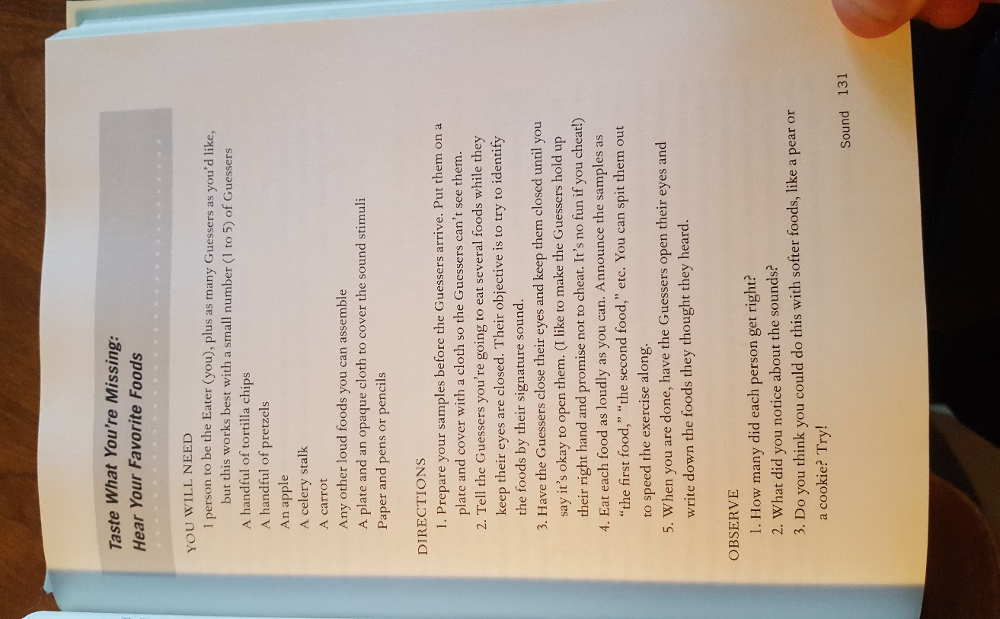 Taste What You're Missing:
Hear Your Favorite Foods
YOU WILL NEED
1 person to be the Eater (you), plus as many Guessers as you'd like,
but this works best with a small number (1 to 5) of Guessers
A handful of tortilla chips
A handful of pretzels
An apple
A celery stalk
A carrot
Any other loud foods you can assemble
A plate and an opaque cloth to cover the sound stimuli
Paper and pens or pencils
DIRECTIONS
1. Prepare your samples before the Guessers arrive. Put them on a
plate and cover with a cloth so the Guessers can't see them.
2. Tell the Guessers you're going to eat several foods while they
keep their eyes are closed. Their objective is to try to identify
the foods by their signature sound.
3. Have the Guessers close their eyes and keep them closed until you
say it's okay to open them. (I like to make the Guessers hold up
their right hand and promise not to cheat. It's no fun if you cheat!)
4. Eat each food as loudly as you can. Announce the samples as
"the first food," "the second food," etc. You can spit them out
to speed the exercise along.
5. When you are done, have the Guessers open their eyes and
write down the foods they thought they heard.
OBSERVE
1. How many did each person get right?
2. What did you notice about the sounds?
3. Do you think you could do this with softer foods, like a pear or
a cookie? Try!
Sound 131